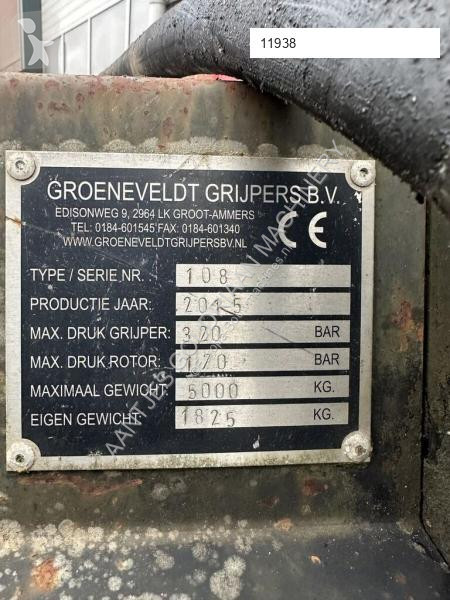 11938
GROENEVELDT GRIJPERS B.V.
EDISONWEG 9, 2964 LK GROOT-AMMERS
TEL: 0184-601545 FAX: 0184-601340
WWW.GROENEVELDTGRIJPERSBV.NL
CE
TYPE / SERIE NR. : 108
PRODUCTIE JAAR: 2015
MAX. DRUK GRIJPER: 320 BAR
MAX. DRUK ROTOR: 170 BAR
MAXIMAAL GEWICHT: 5000 KG.
EIGEN GEWICHT: 1825 KG.